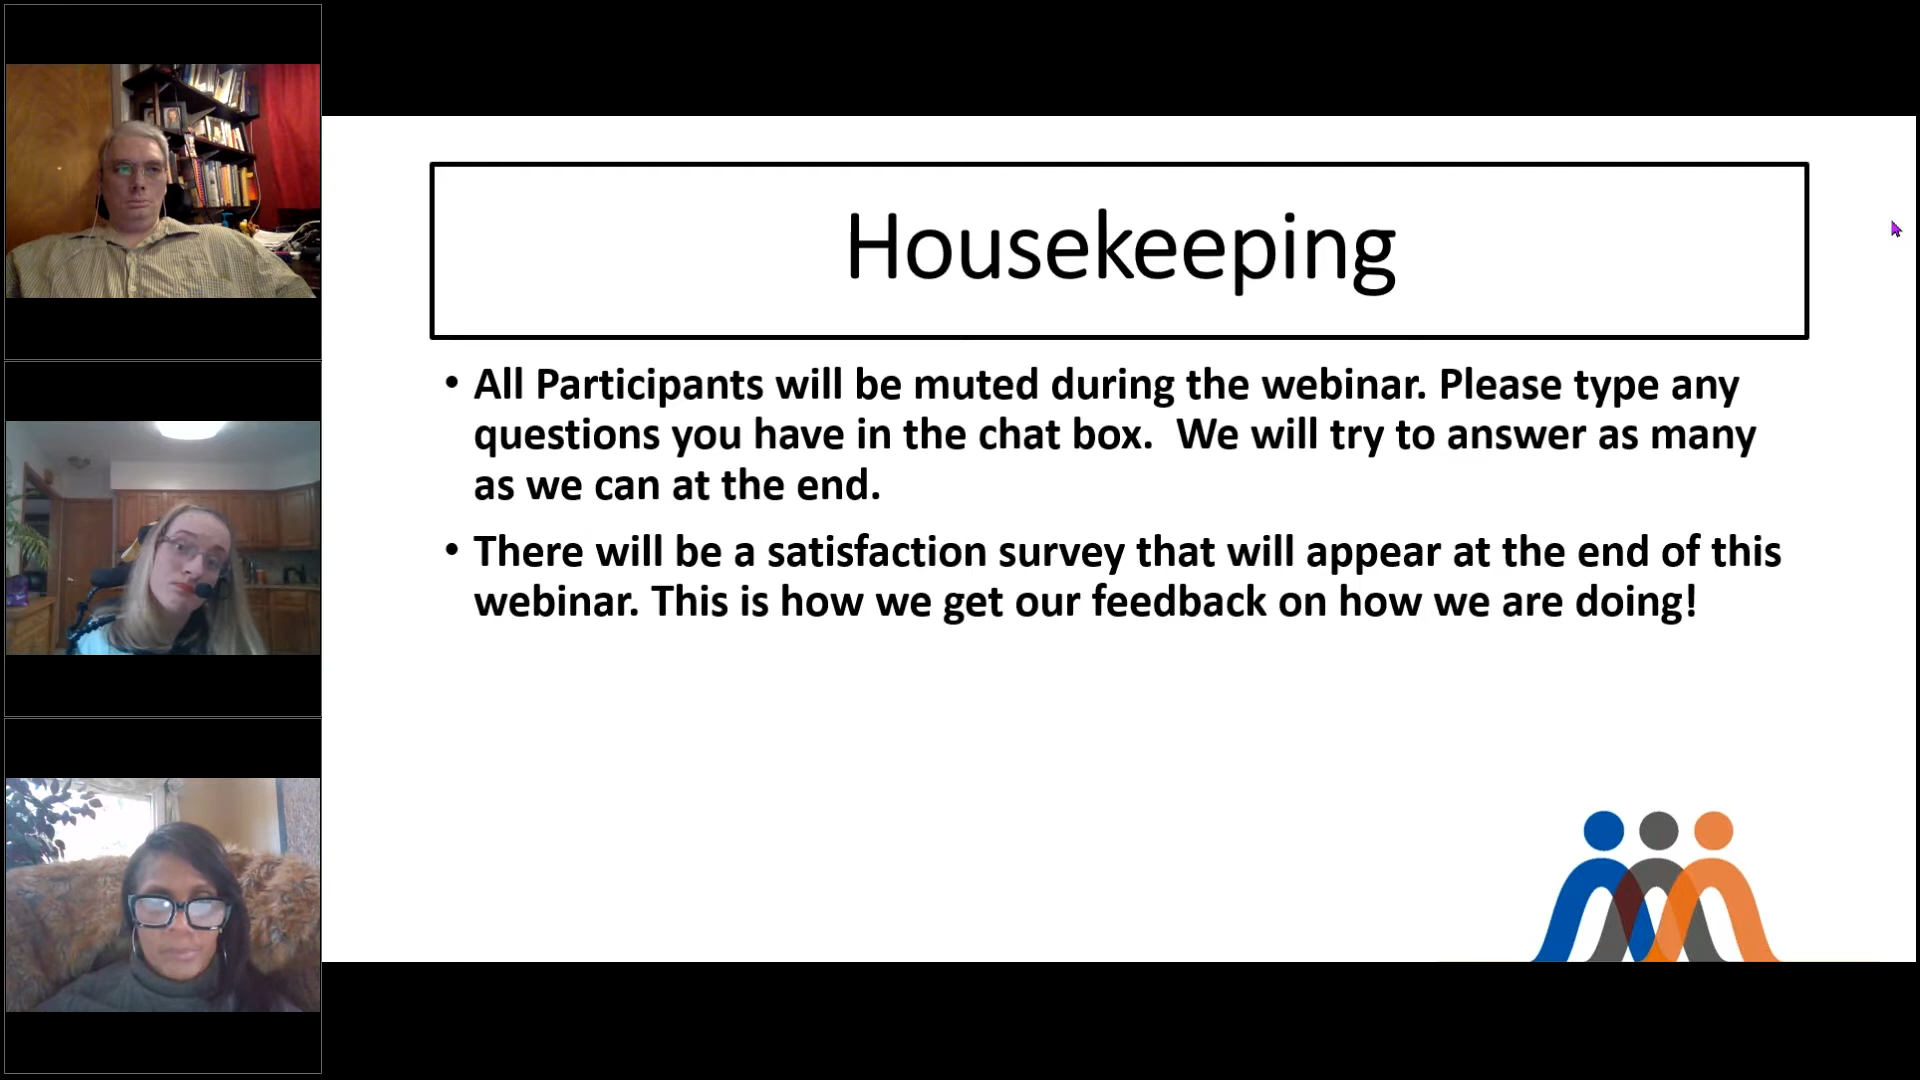 Housekeeping
• All Participants will be muted during the webinar. Please type any
questions you have in the chat box.  We will try to answer as many
as we can at the end.
• There will be a satisfaction survey that will appear at the end of this
webinar. This is how we get our feedback on how we are doing!